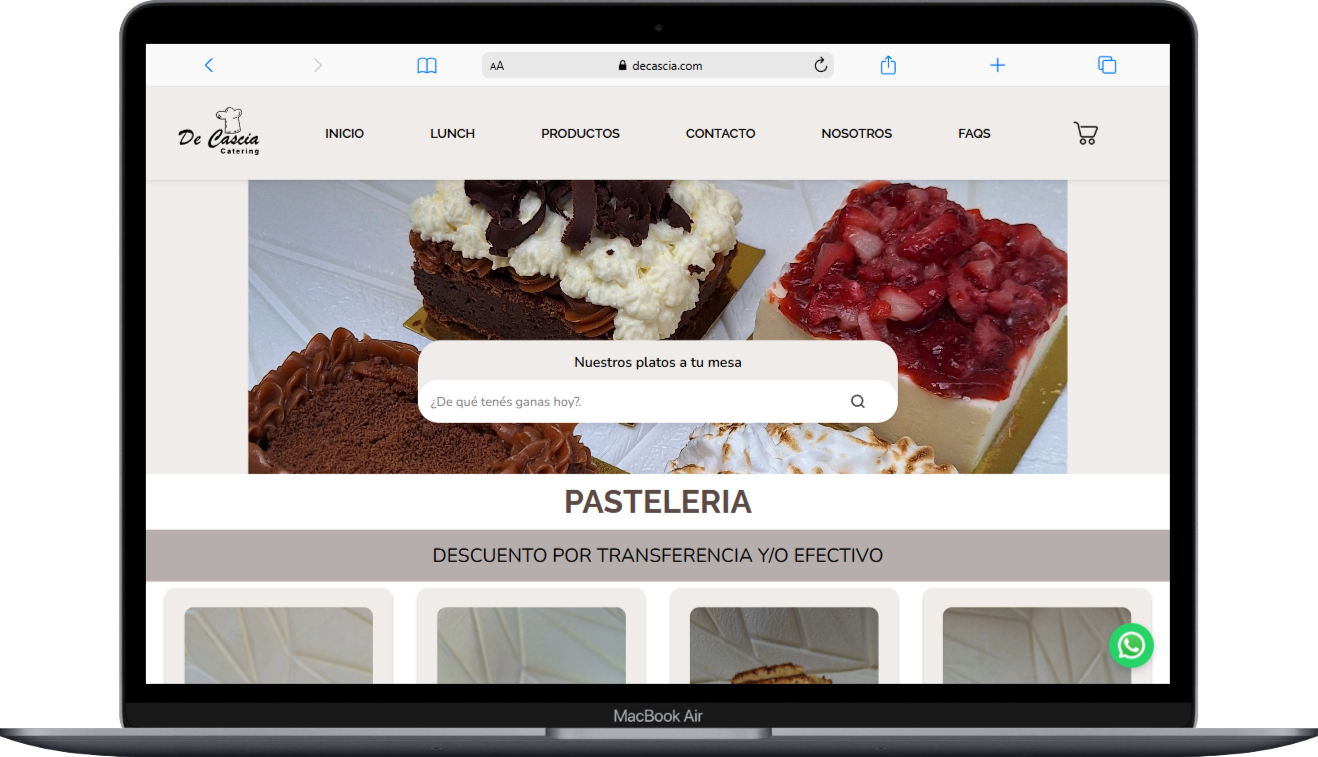 AA
decascia.com
De Cascia
Catering
INICIO
LUNCH
PRODUCTOS
CONTACTO
NOSOTROS
FAQS
Nuestros platos a tu mesa
¿De qué tenés ganas hoy?.
PASTELERIA
DESCUENTO POR TRANSFERENCIA Y/O EFECTIVO
MacBook Air